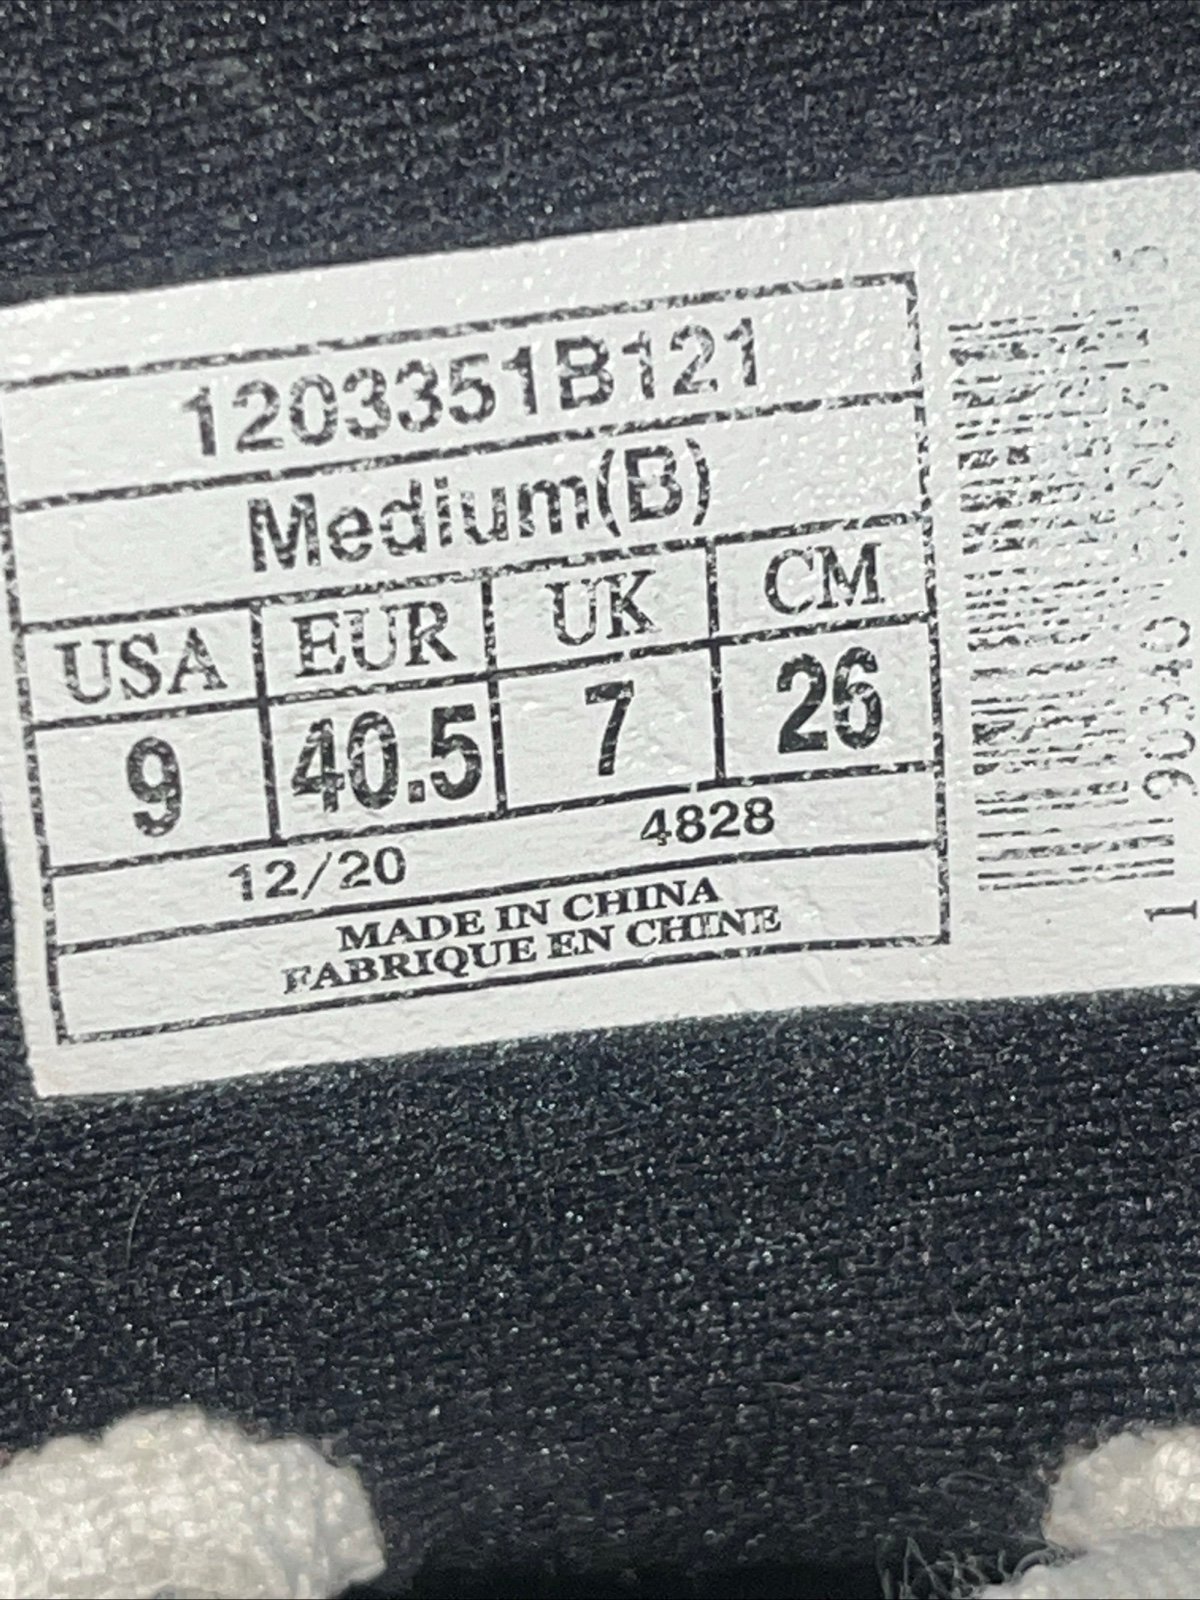 1203351B121
Medium(B)
USA EUR UK CM
9 40.5 7 26
12/20 4828
MADE IN CHINA
FABRIQUE EN CHINE